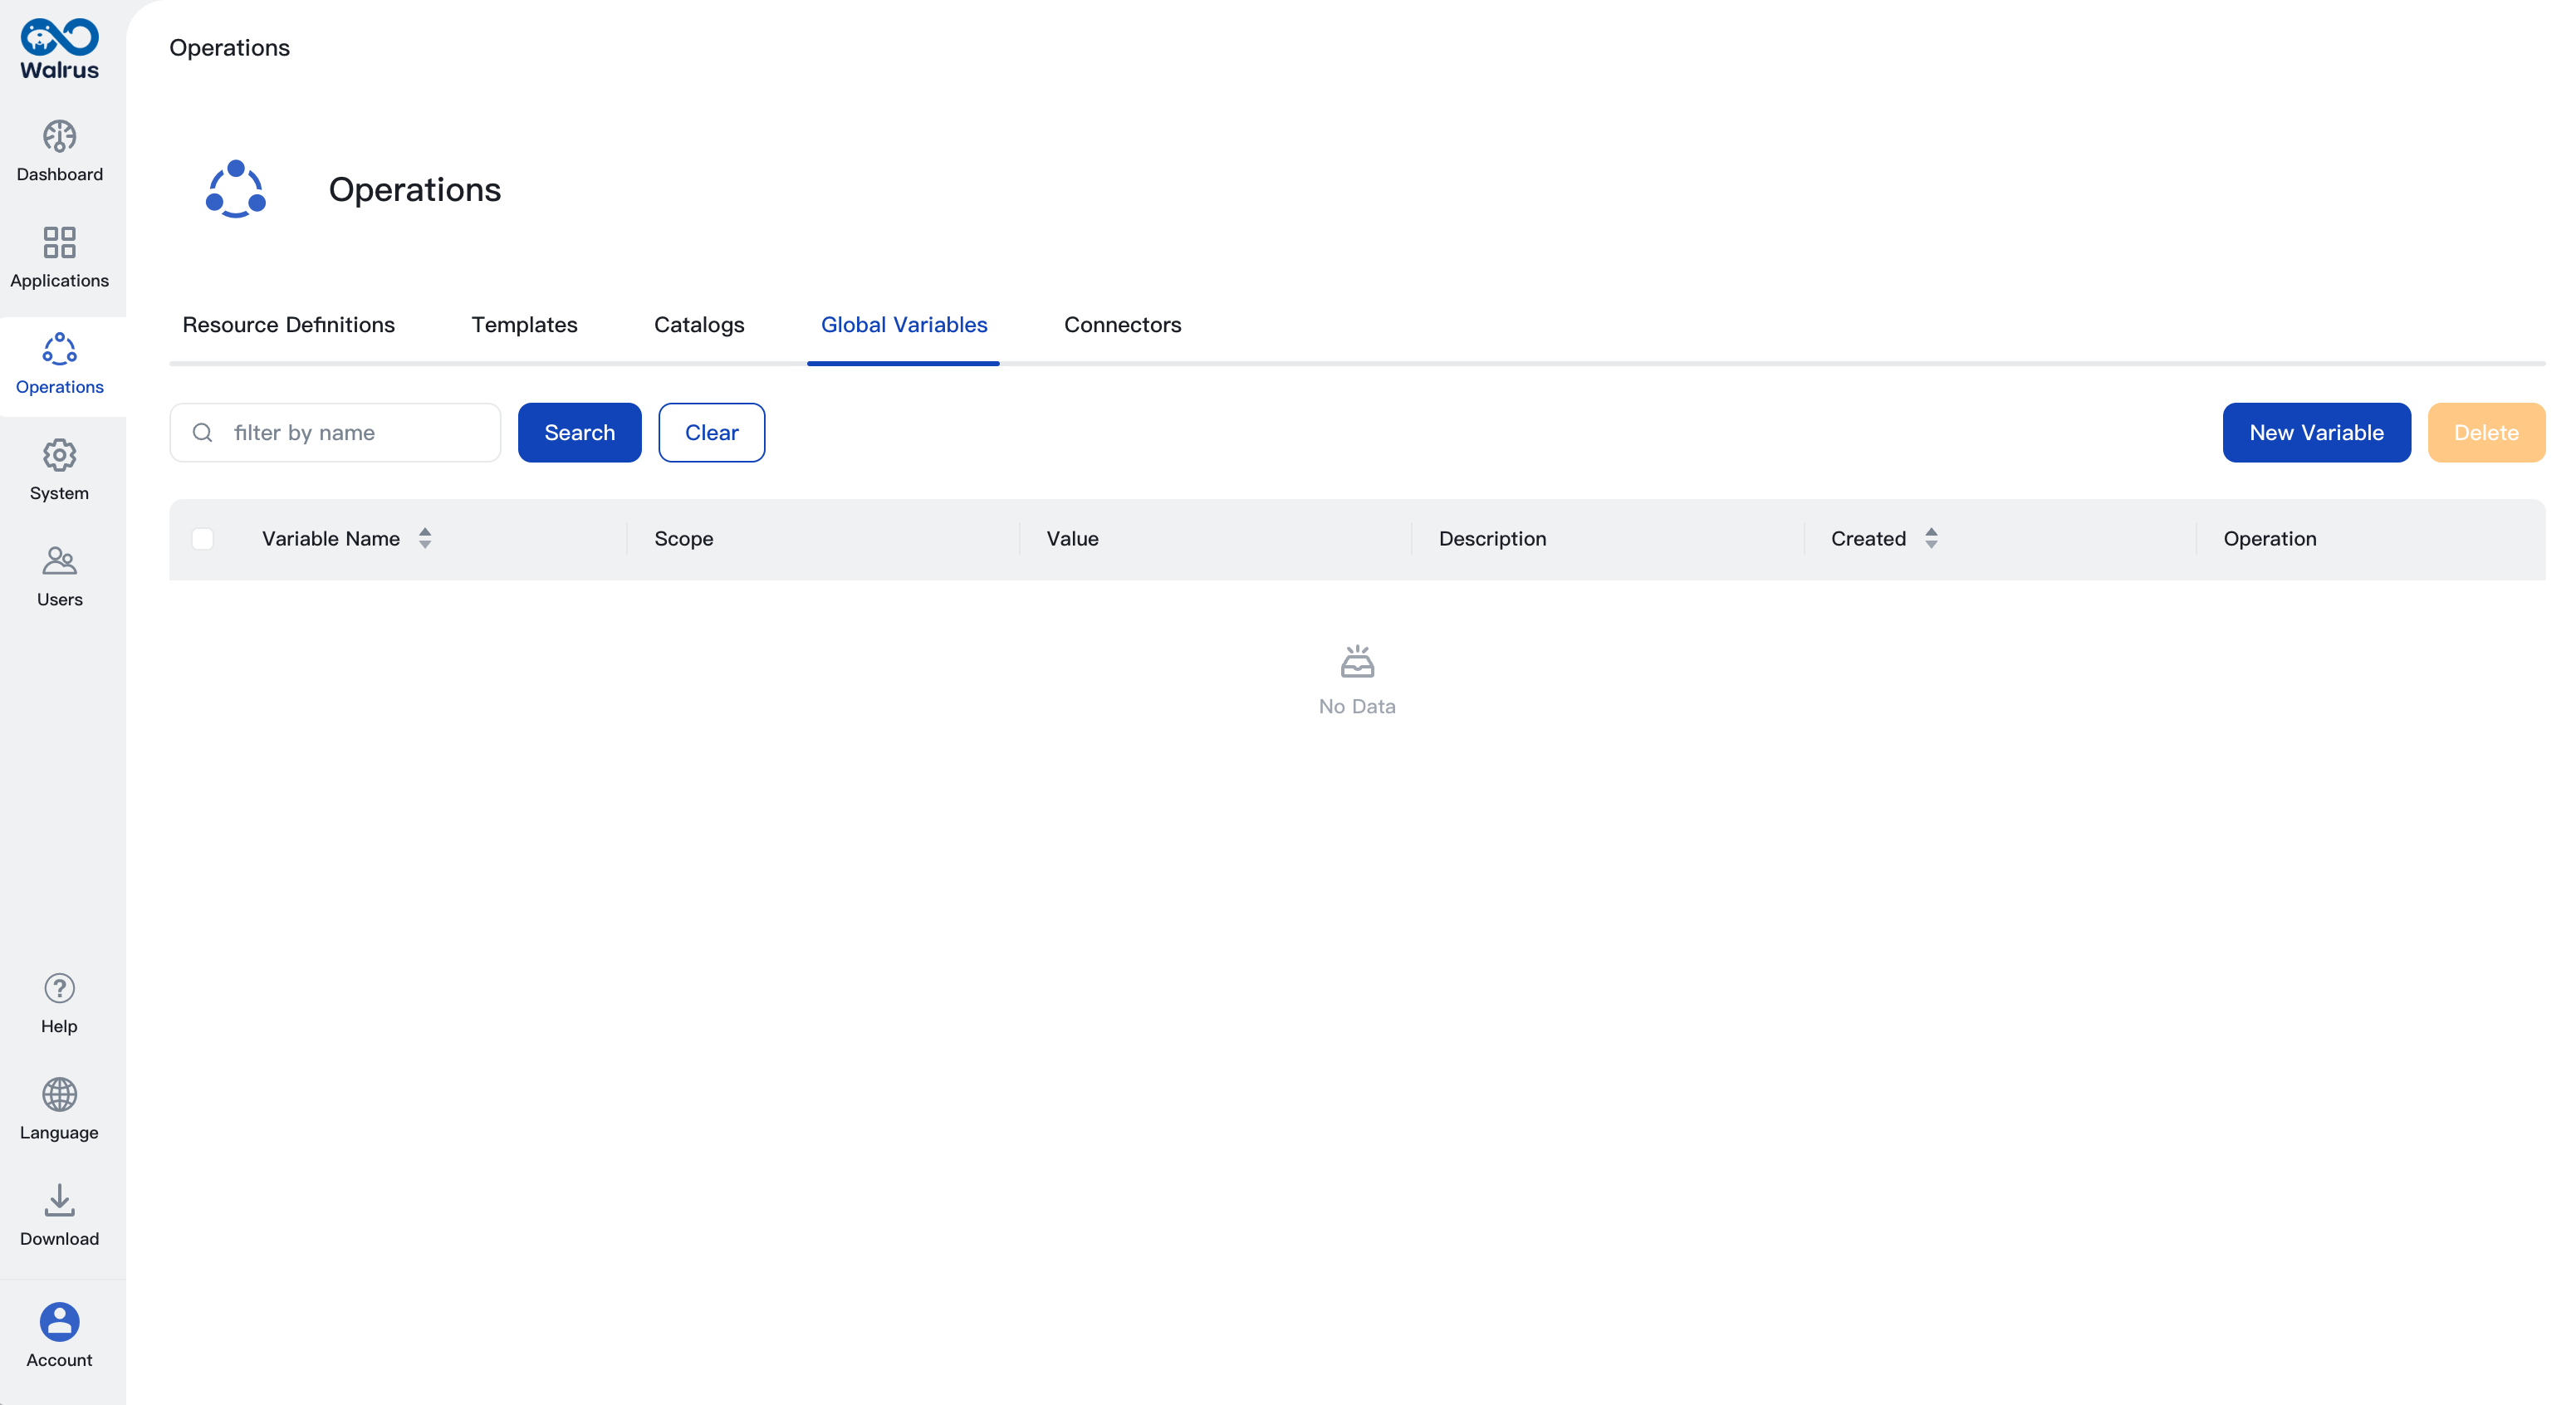 Walrus
Dashboard
Applications
Operations
System
Users
Help
Language
Download
Account
Operations
Operations
Resource Definitions
Templates
Catalogs
Global Variables
Connectors
filter by name
Search
Clear
New Variable
Delete
Variable Name
Scope
Value
Description
Created
Operation
No Data